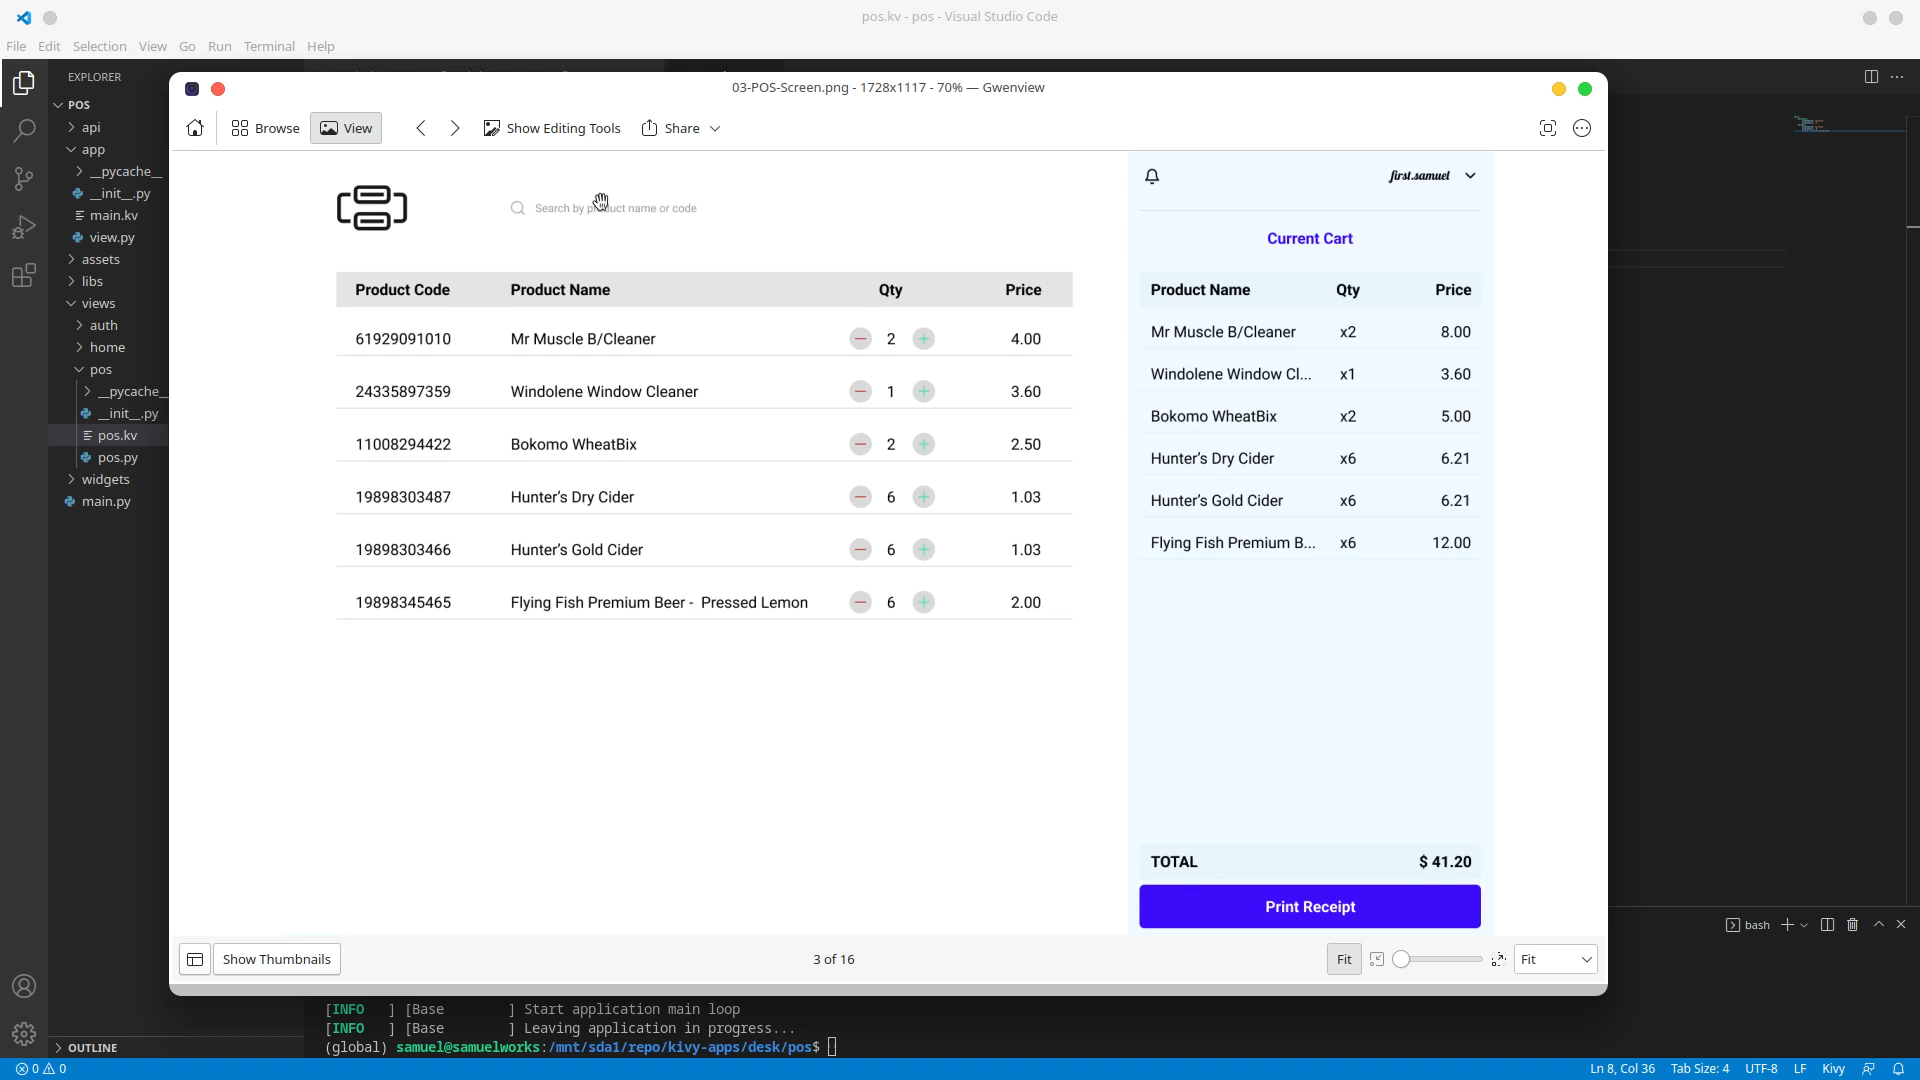 pos.kv - pos - Visual Studio Code
File Edit Selection View Go Run Terminal Help
EXPLORER
POS
api
app
__pycache__
__init__.py
main.kv
view.py
assets
libs
views
auth
home
pos
__pycache__
__init__.py
pos.kv
pos.py
widgets
main.py
OUTLINE
03-POS-Screen.png - 1728x1117 - 70% — Gwenview
Browse View Show Editing Tools Share
Search by product name or code
Product Code Product Name Qty Price
61929091010 Mr Muscle B/Cleaner 2 4.00
24335897359 Windolene Window Cleaner 1 3.60
11008294422 Bokomo WheatBix 2 2.50
19898303487 Hunter’s Dry Cider 6 1.03
19898303466 Hunter’s Gold Cider 6 1.03
19898345465 Flying Fish Premium Beer - Pressed Lemon 6 2.00
first.samuel
Current Cart
Product Name Qty Price
Mr Muscle B/Cleaner x2 8.00
Windolene Window Cl... x1 3.60
Bokomo WheatBix x2 5.00
Hunter’s Dry Cider x6 6.21
Hunter’s Gold Cider x6 6.21
Flying Fish Premium B... x6 12.00
TOTAL $ 41.20
Print Receipt
Show Thumbnails 3 of 16 Fit Fit
bash
[INFO   ] [Base        ] Start application main loop
[INFO   ] [Base        ] Leaving application in progress...
(global) samuel@samuelworks:/mnt/sda1/repo/kivy-apps/desk/pos$
0 0 Ln 8, Col 36 Tab Size: 4 UTF-8 LF Kivy